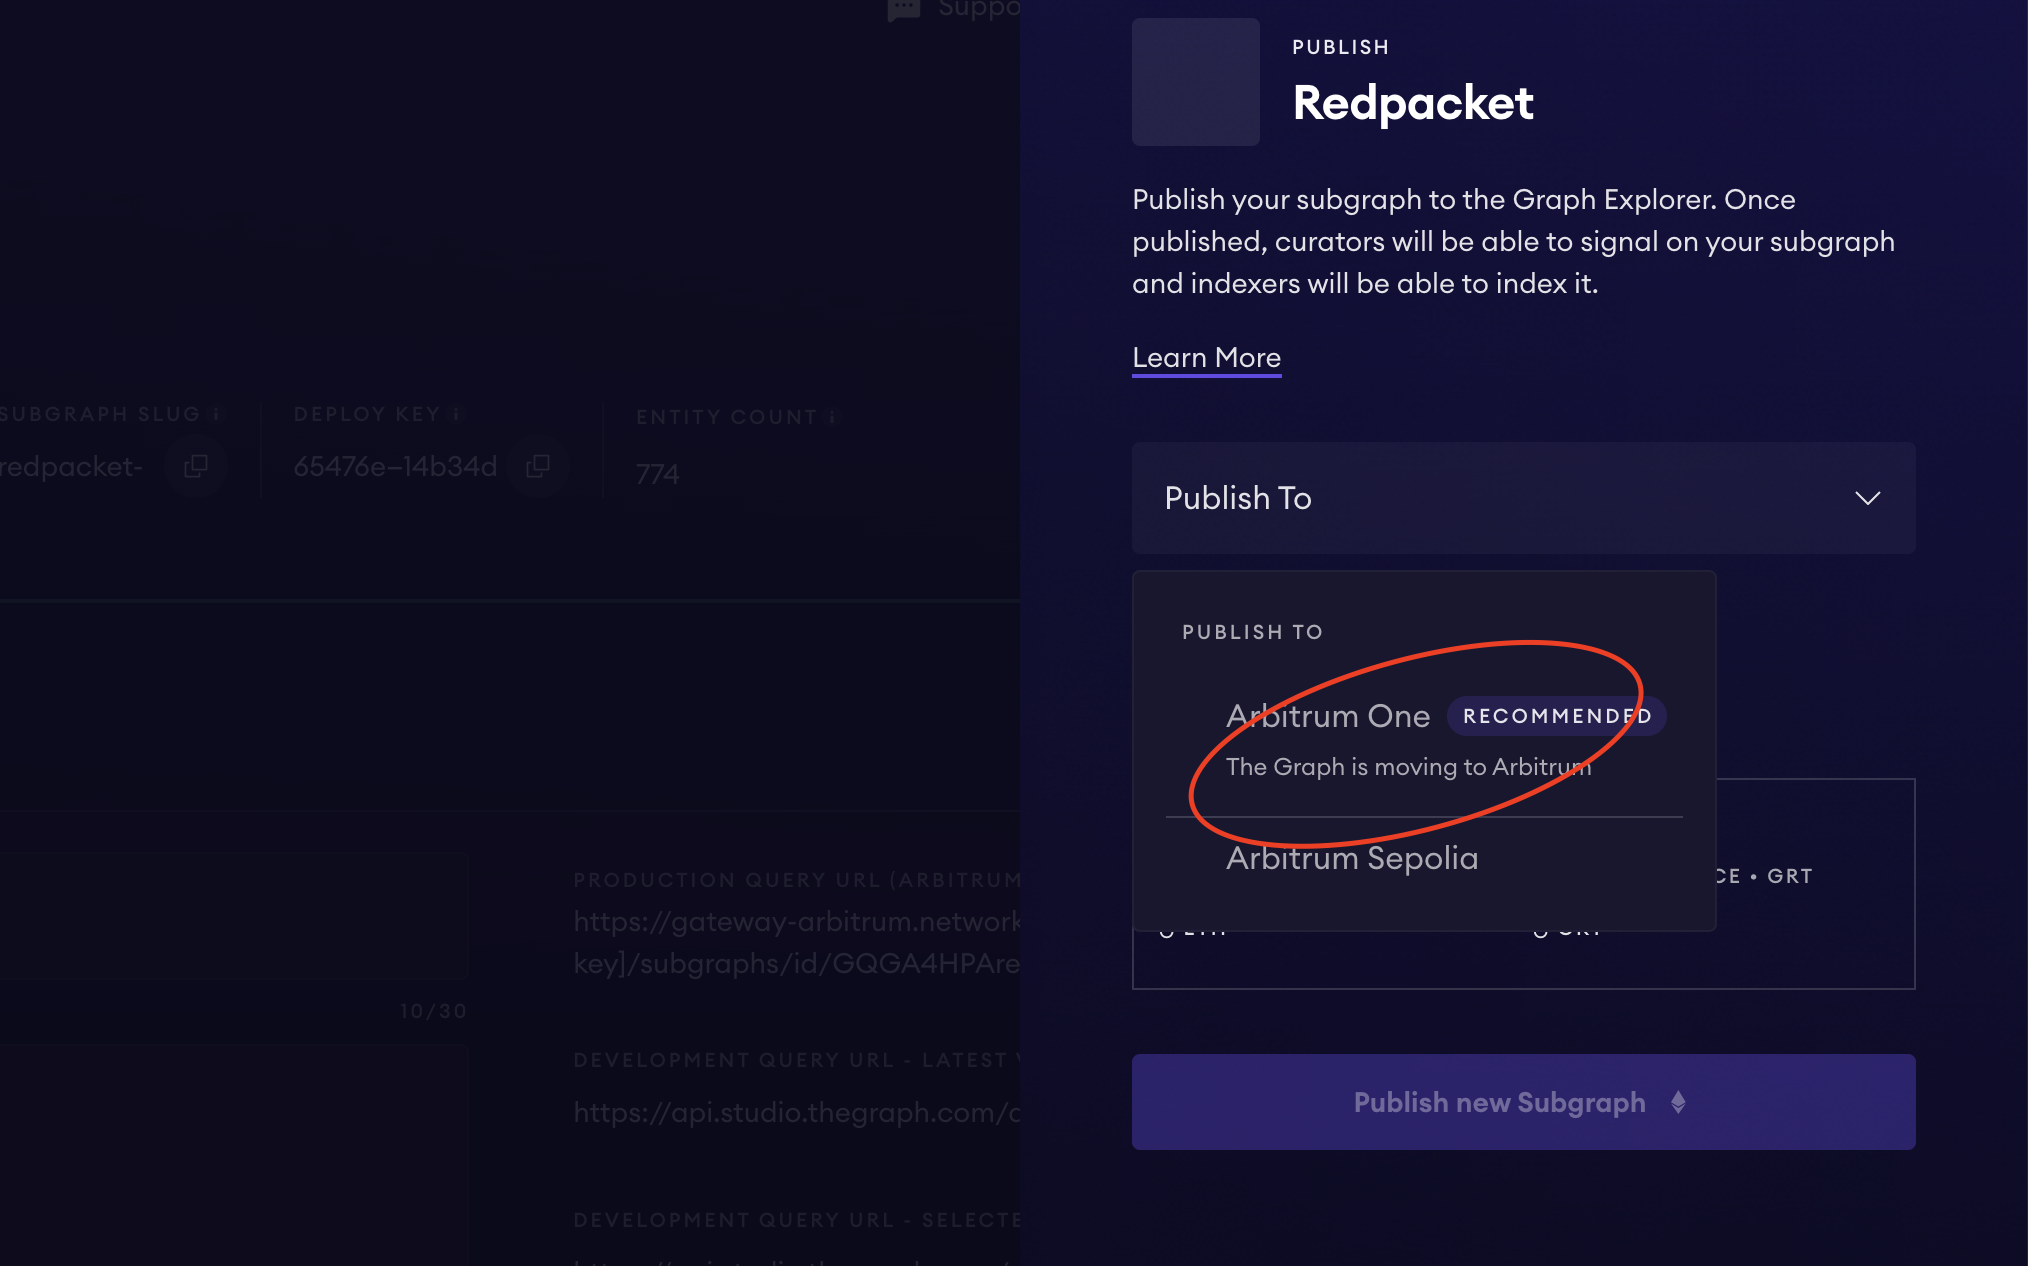 Suppo
SUBGRAPH SLUG
redpacket-
DEPLOY KEY
65476e–14b34d
ENTITY COUNT
774
10/30
PRODUCTION QUERY URL (ARBITRUM
https://gateway-arbitrum.network
key]/subgraphs/id/GQGA4HPAre
DEVELOPMENT QUERY URL - LATEST V
https://api.studio.thegraph.com/q
DEVELOPMENT QUERY URL - SELECTE
PUBLISH
Redpacket
Publish your subgraph to the Graph Explorer. Once
published, curators will be able to signal on your subgraph
and indexers will be able to index it.
Learn More
Publish To
PUBLISH TO
Arbitrum One RECOMMENDED
The Graph is moving to Arbitrum
Arbitrum Sepolia
CE • GRT
Publish new Subgraph